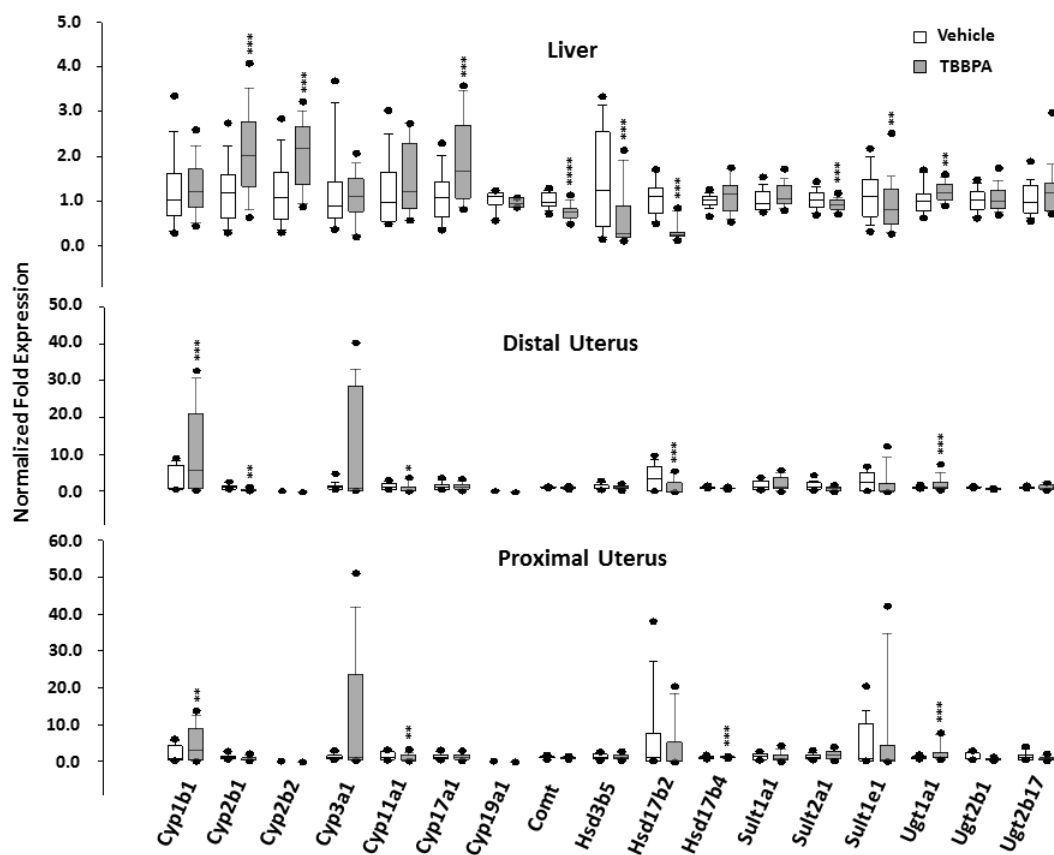 Normalized Fold Expression
Liver
Vehicle
TBBPA
5.0
4.0
3.0
2.0
1.0
0.0
***
***
***
****
***
***
***
**
**
Distal Uterus
50.0
40.0
30.0
20.0
10.0
0.0
***
**
*
***
***
Proximal Uterus
60.0
50.0
40.0
30.0
20.0
10.0
0.0
**
**
***
***
Cyp1b1
Cyp2b1
Cyp2b2
Cyp3a1
Cyp11a1
Cyp17a1
Cyp19a1
Comt
Hsd3b5
Hsd17b2
Hsd17b4
Sult1a1
Sult2a1
Sult1e1
Ugt1a1
Ugt2b1
Ugt2b17